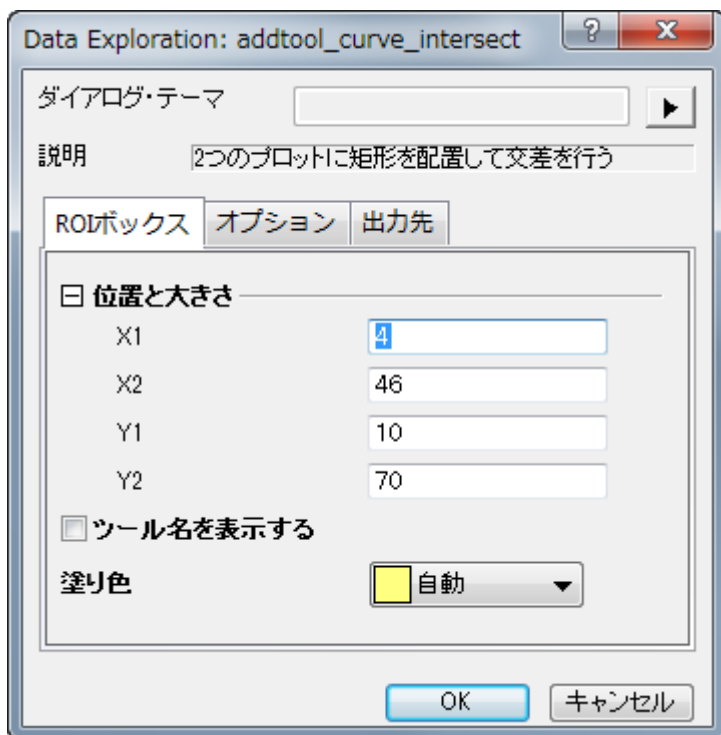 Data Exploration: addtool_curve_intersect
ダイアログ・テーマ
説明 2つのプロットに矩形を配置して交差を行う
ROIボックス オプション 出力先
位置と大きさ
X1 4
X2 46
Y1 10
Y2 70
ツール名を表示する
塗り色 自動
OK キャンセル